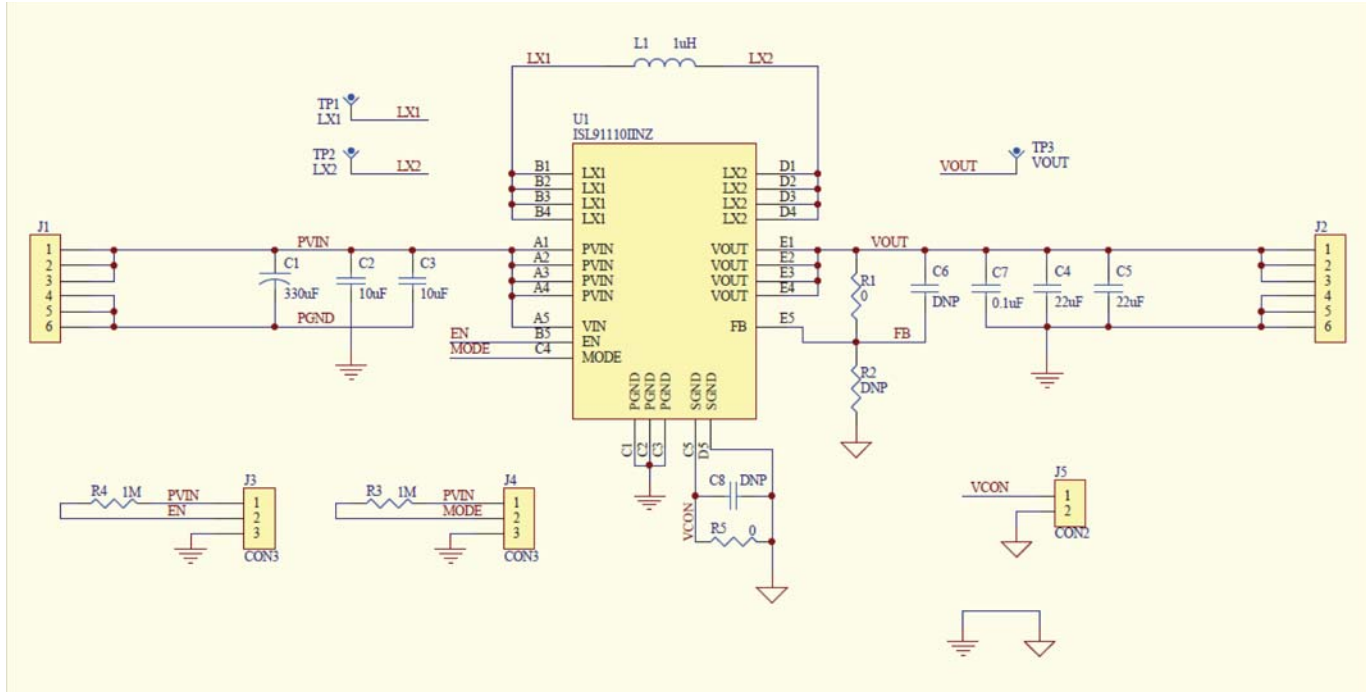 L1 1uH
LX1 LX2
TP1
LX1 LX1
TP2
LX2 LX2
U1
ISL91110IINZ
TP3
VOUT VOUT
B1 LX1 LX2 D1
B2 LX1 LX2 D2
B3 LX1 LX2 D3
B4 LX1 LX2 D4
J1
1
2
3
4
5
6
PVIN
C1
330uF
C2
10uF
C3
10uF
PGND
A1 PVIN VOUT E1
A2 PVIN VOUT E2
A3 PVIN VOUT E3
A4 PVIN VOUT E4
A5 VIN FB E5
EN B5 EN
MODE C4 MODE
PGND PGND PGND SGND SGND
C1 C2 C3 C5 D5
VOUT
R1
0
C6
DNP
C7
0.1uF
C4
22uF
C5
22uF
FB
R2
DNP
J2
1
2
3
4
5
6
J3
R4 1M PVIN 1
EN 2
3
CON3
J4
R3 1M PVIN 1
MODE 2
3
CON3
C8 DNP
VCON
R5 0
J5
VCON 1
2
CON2